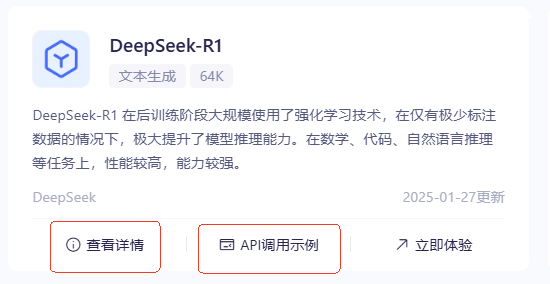 DeepSeek-R1
文本生成 64K
DeepSeek-R1 在后训练阶段大规模使用了强化学习技术，在仅有极少标注
数据的情况下，极大提升了模型推理能力。在数学、代码、自然语言推理
等任务上，性能较高，能力较强。
DeepSeek 2025-01-27更新
查看详情 API调用示例 立即体验